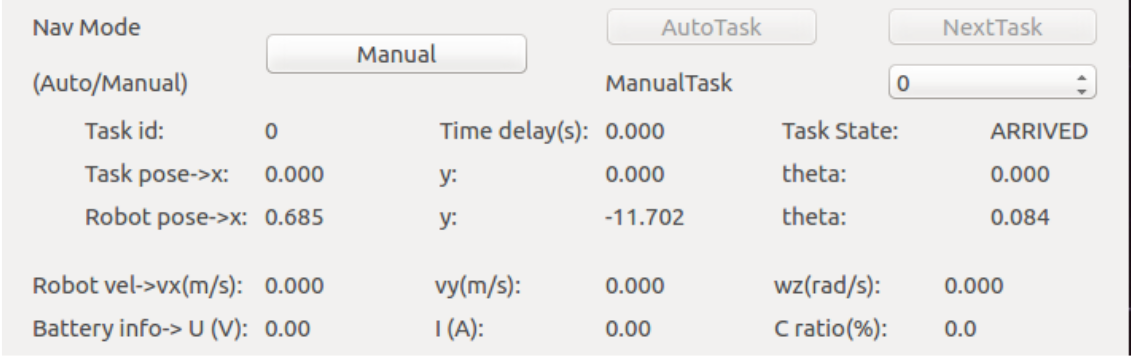 Nav Mode Manual AutoTask NextTask
(Auto/Manual) ManualTask 0
Task id: 0 Time delay(s): 0.000 Task State: ARRIVED
Task pose->x: 0.000 y: 0.000 theta: 0.000
Robot pose->x: 0.685 y: -11.702 theta: 0.084
Robot vel->vx(m/s): 0.000 vy(m/s): 0.000 wz(rad/s): 0.000
Battery info-> U (V): 0.00 I (A): 0.00 C ratio(%): 0.0